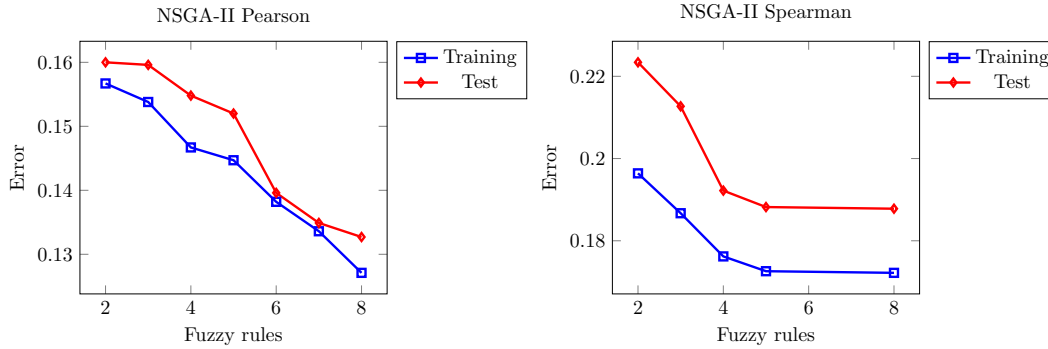 NSGA-II Pearson
0.16
0.15
0.14
0.13
2 4 6 8
Error
Fuzzy rules
Training
Test
NSGA-II Spearman
0.22
0.2
0.18
2 4 6 8
Error
Fuzzy rules
Training
Test